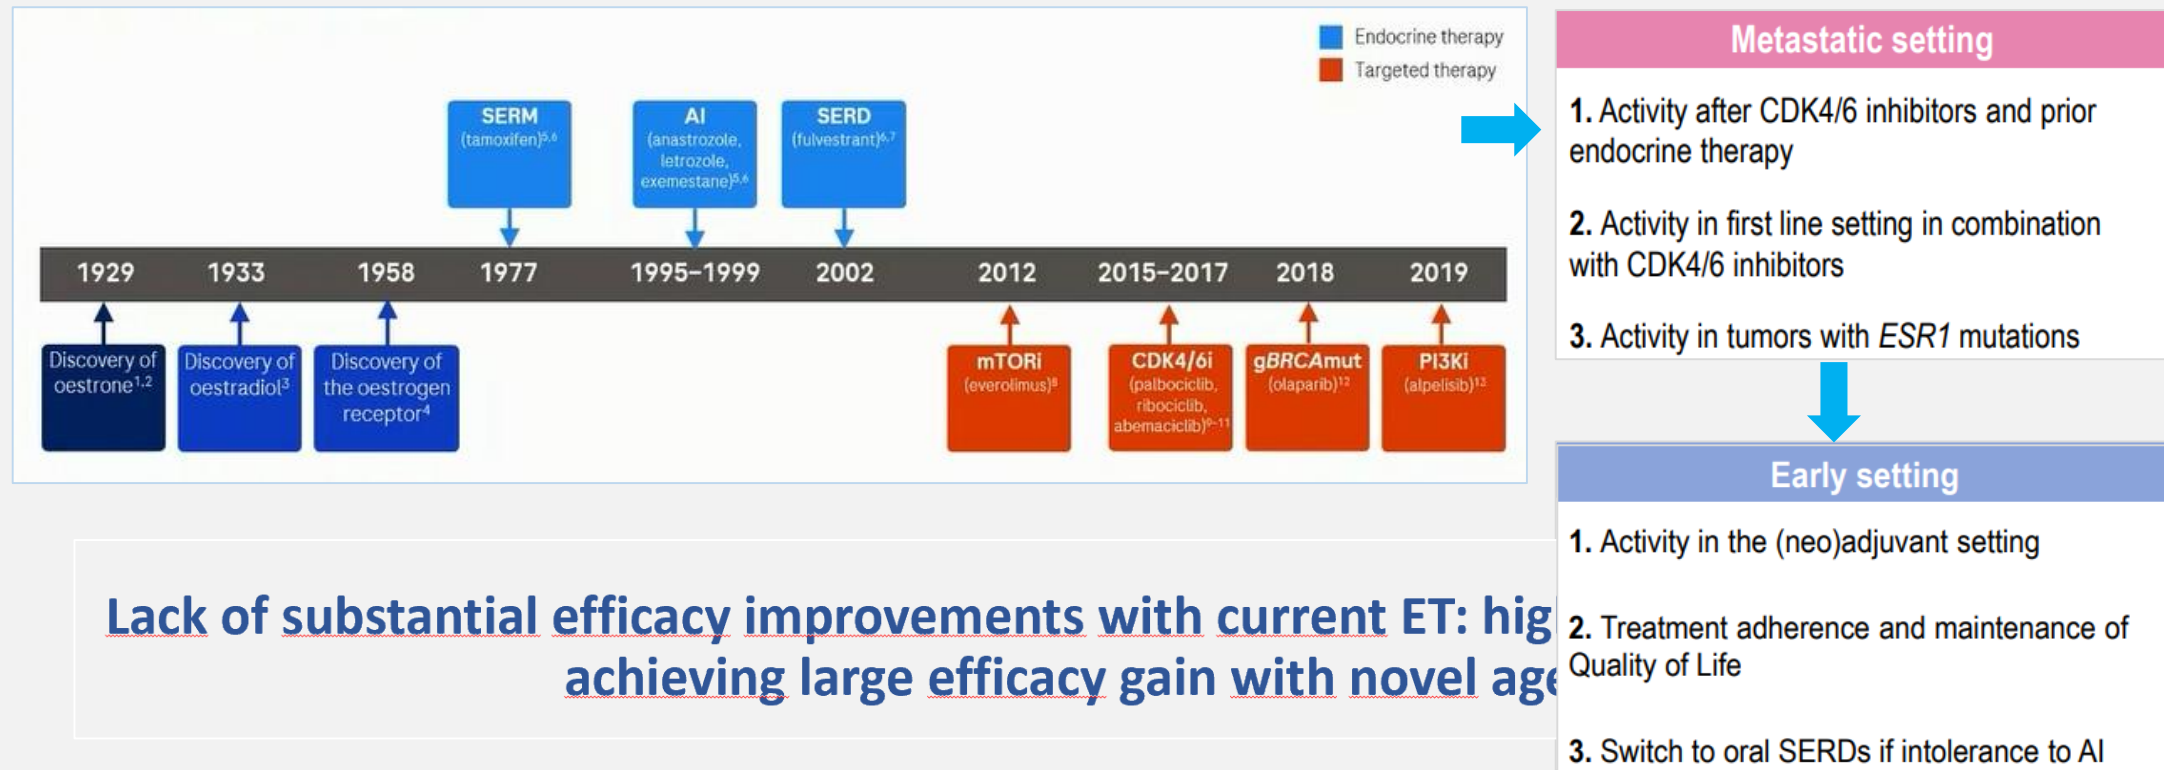 Endocrine therapy
Targeted therapy
SERM
(tamoxifen)5,6
AI
(anastrozole,
letrozole,
exemestane)5,6
SERD
(fulvestrant)6,7
1929 1933 1958 1977 1995–1999 2002 2012 2015–2017 2018 2019
Discovery of
oestrone1,2
Discovery of
oestradiol3
Discovery of
the oestrogen
receptor4
mTORi
(everolimus)8
CDK4/6i
(palbociclib,
ribociclib,
abemaciclib)9-11
gBRCAmut
(olaparib)12
PI3Ki
(alpelisib)13
Metastatic setting
1. Activity after CDK4/6 inhibitors and prior
endocrine therapy
2. Activity in first line setting in combination
with CDK4/6 inhibitors
3. Activity in tumors with ESR1 mutations
Early setting
1. Activity in the (neo)adjuvant setting
2. Treatment adherence and maintenance of
Quality of Life
3. Switch to oral SERDs if intolerance to AI
Lack of substantial efficacy improvements with current ET:
achieving large efficacy gain with novel